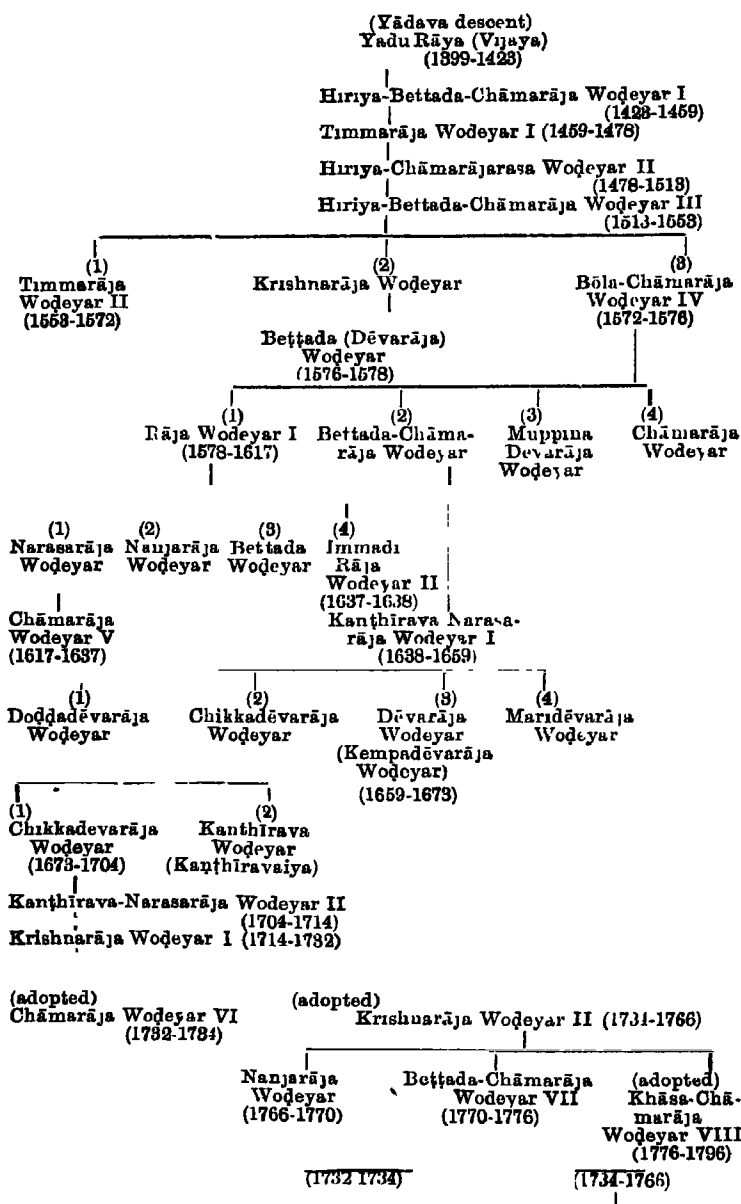 (Yādava descent)
Yadu Rāya (Vijaya)
(1399-1423)
Hiriya-Bettada-Chāmarāja Woḍeyar I
(1423-1459)
Timmarāja Woḍeyar I (1459-1478)
Hiriya-Chāmarājarasa Woḍeyar II
(1478-1513)
Hiriya-Bettada-Chāmarāja Woḍeyar III
(1513-1553)
(1) (2) (3)
Timmarāja Krishnarāja Woḍeyar Bōla-Chāmarāja
Woḍeyar II Woḍeyar IV
(1553-1572) (1572-1576)
Beṭṭada (Dēvarāja)
Woḍeyar
(1576-1578)
(1) (2) (3) (4)
Rāja Woḍeyar I Bettada-Chāma- Muppina Chāmarāja
(1578-1617) rāja Woḍeyar Devarāja Woḍeyar
Woḍeyar
(1) (2) (3) (4)
Narasarāja Nanjarāja Bettada Immadi
Woḍeyar Woḍeyar Woḍeyar Rāja
Woḍeyar II
(1637-1638)
Chāmarāja Kanṭhīrava Narasa-
Woḍeyar V rāja Woḍeyar I
(1617-1637) (1638-1659)
(1) (2) (3) (4)
Doḍḍadēvarāja Chikkadēvarāja Dēvarāja Maridēvarāja
Woḍeyar Woḍeyar Woḍeyar Woḍeyar
(Kempadēvarāja
Woḍeyar)
(1659-1673)
(1) (2)
Chikkadevarāja Kanthīrava
Woḍeyar Woḍeyar
(1673-1704) (Kanṭhīravaiya)
Kanṭhīrava-Narasarāja Woḍeyar II
(1704-1714)
Krishnarāja Woḍeyar I (1714-1732)
(adopted) (adopted)
Chāmarāja Woḍeyar VI Krishnarāja Woḍeyar II (1734-1766)
(1732-1734)
Nanjarāja Beṭṭada-Chāmarāja (adopted)
Woḍeyar Woḍeyar VII Khāsa-Chā-
(1766-1770) (1770-1776) marāja
Woḍeyar VIII
(1776-1796)
(1732 1734) (1734-1766)